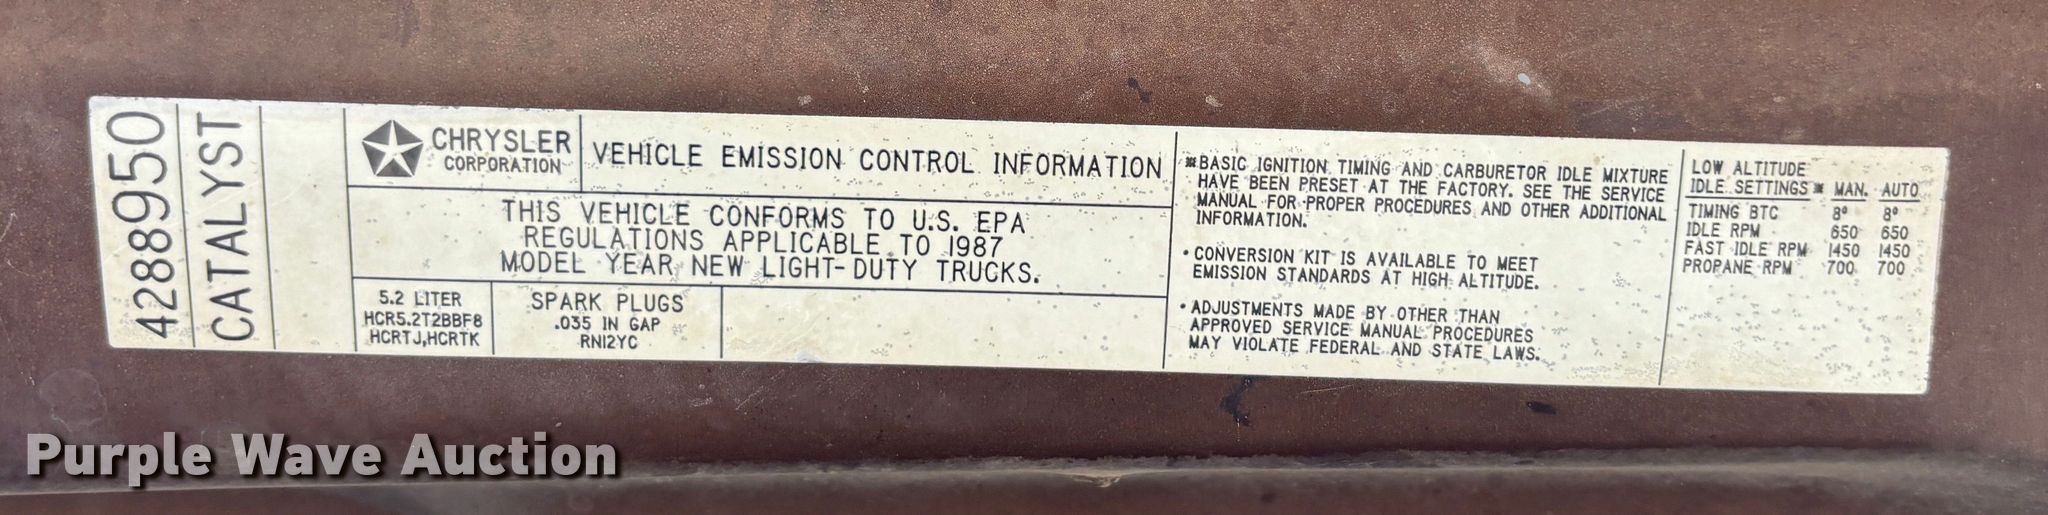 4288950
CATALYST
CHRYSLER
CORPORATION
VEHICLE EMISSION CONTROL INFORMATION
THIS VEHICLE CONFORMS TO U.S. EPA
REGULATIONS APPLICABLE TO 1987
MODEL YEAR NEW LIGHT-DUTY TRUCKS.
5.2 LITER
HCR5.2T2BBF8
HCRTJ,HCRTK
SPARK PLUGS
.035 IN GAP
RN12YC
*BASIC IGNITION TIMING AND CARBURETOR IDLE MIXTURE
HAVE BEEN PRESET AT THE FACTORY. SEE THE SERVICE
MANUAL FOR PROPER PROCEDURES AND OTHER ADDITIONAL
INFORMATION.
• CONVERSION KIT IS AVAILABLE TO MEET
EMISSION STANDARDS AT HIGH ALTITUDE.
• ADJUSTMENTS MADE BY OTHER THAN
APPROVED SERVICE MANUAL PROCEDURES
MAY VIOLATE FEDERAL AND STATE LAWS.
LOW ALTITUDE
IDLE SETTINGS * MAN. AUTO
TIMING BTC 8° 8°
IDLE RPM 650 650
FAST IDLE RPM 1450 1450
PROPANE RPM 700 700
Purple Wave Auction